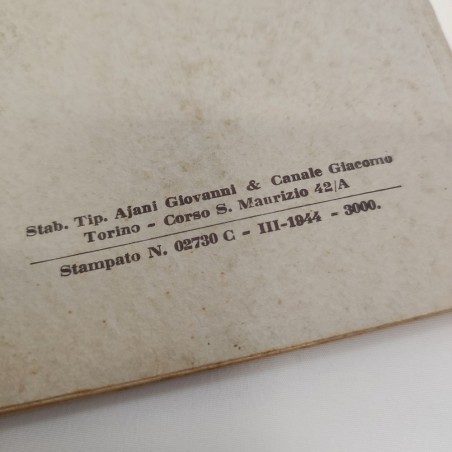 Stab. Tip. Ajani Giovanni & Canale Giacomo
Torino - Corso S. Maurizio 42/A
Stampato N. 02730 C - III-1944 - 3000.